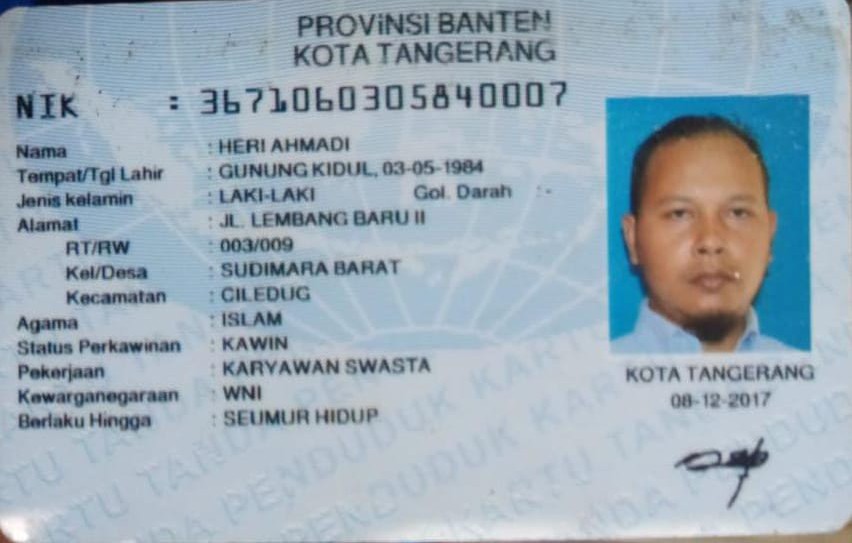 PROVINSI BANTEN
KOTA TANGERANG
NIK : 3671060305840007
Nama : HERI AHMADI
Tempat/Tgl Lahir : GUNUNG KIDUL, 03-05-1984
Jenis kelamin : LAKI-LAKI Gol. Darah : -
Alamat : JL. LEMBANG BARU II
RT/RW : 003/009
Kel/Desa : SUDIMARA BARAT
Kecamatan : CILEDUG
Agama : ISLAM
Status Perkawinan : KAWIN
Pekerjaan : KARYAWAN SWASTA
Kewarganegaraan : WNI
Berlaku Hingga : SEUMUR HIDUP
KOTA TANGERANG
08-12-2017